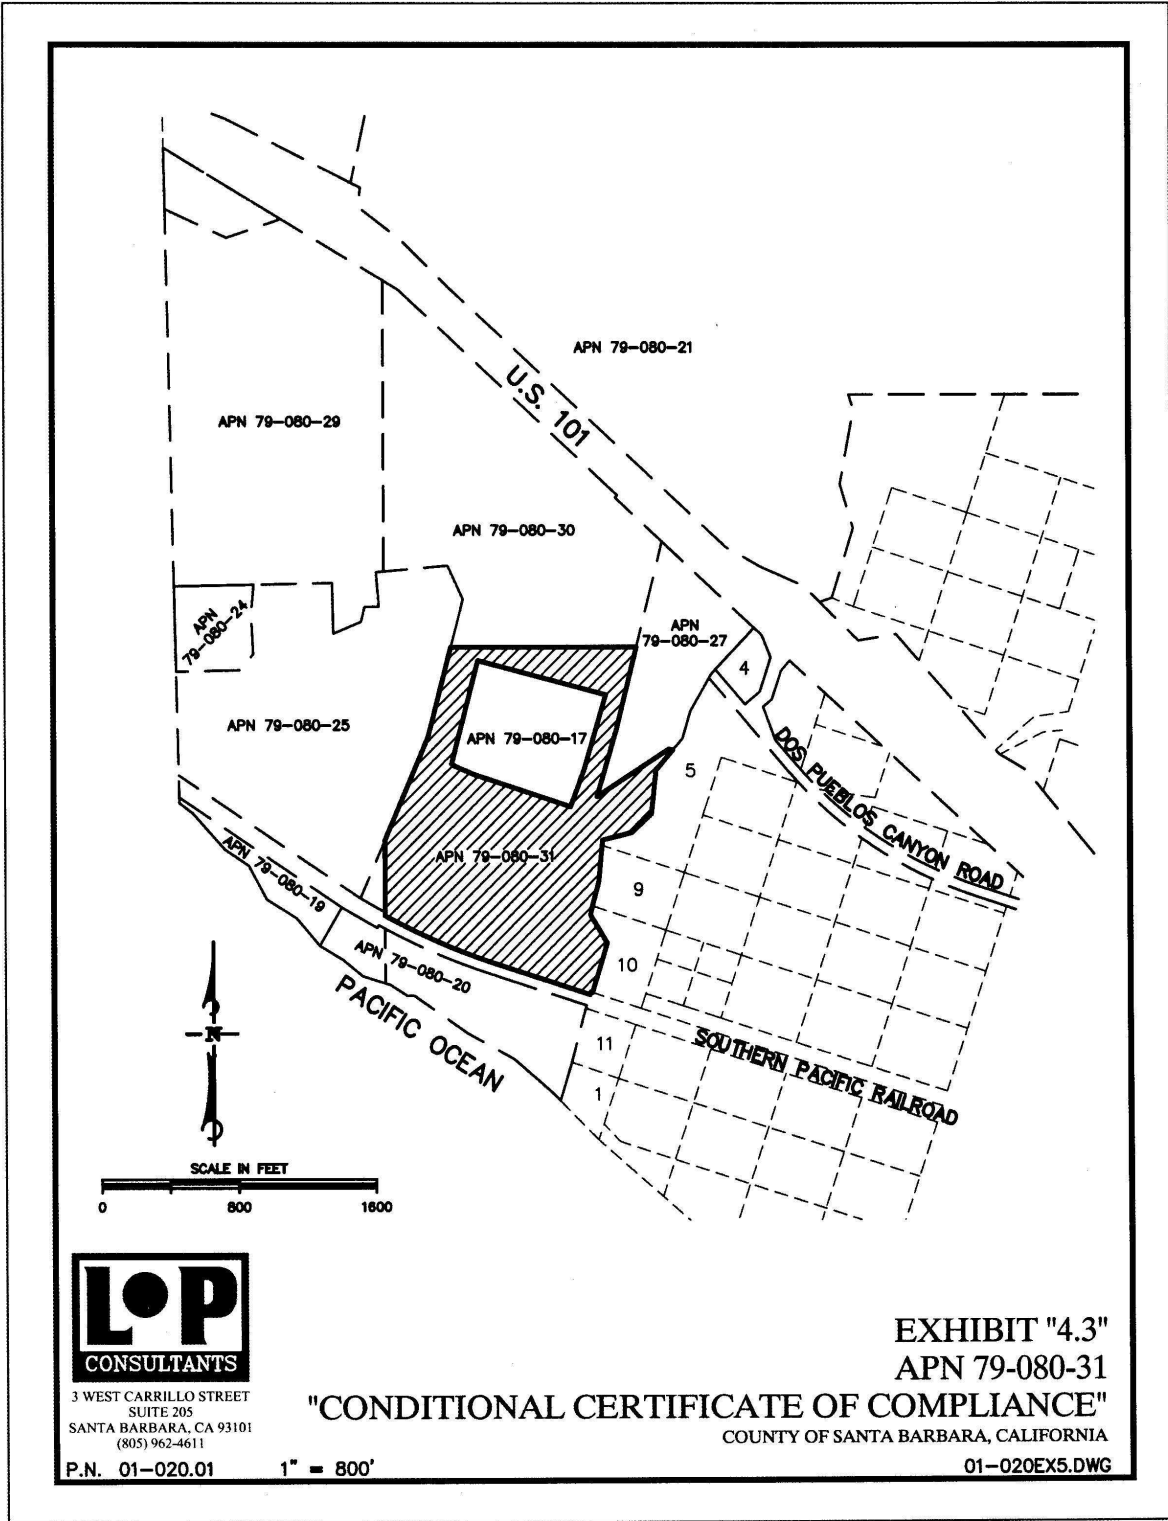 APN 79-080-21
U.S. 101
APN 79-080-29
APN 79-080-30
APN
79-080-24
APN
79-080-27
4
APN 79-080-25
APN 79-080-17
5
DOS PUEBLOS CANYON ROAD
APN 79-080-31
APN 79-080-19
9
APN 79-080-20
10
PACIFIC OCEAN
N
11
SOUTHERN PACIFIC RAILROAD
1
SCALE IN FEET
0 800 1600
L•P
CONSULTANTS
3 WEST CARRILLO STREET
SUITE 205
SANTA BARBARA, CA 93101
(805) 962-4611
P.N. 01-020.01 1" = 800'
EXHIBIT "4.3"
APN 79-080-31
"CONDITIONAL CERTIFICATE OF COMPLIANCE"
COUNTY OF SANTA BARBARA, CALIFORNIA
01-020EX5.DWG